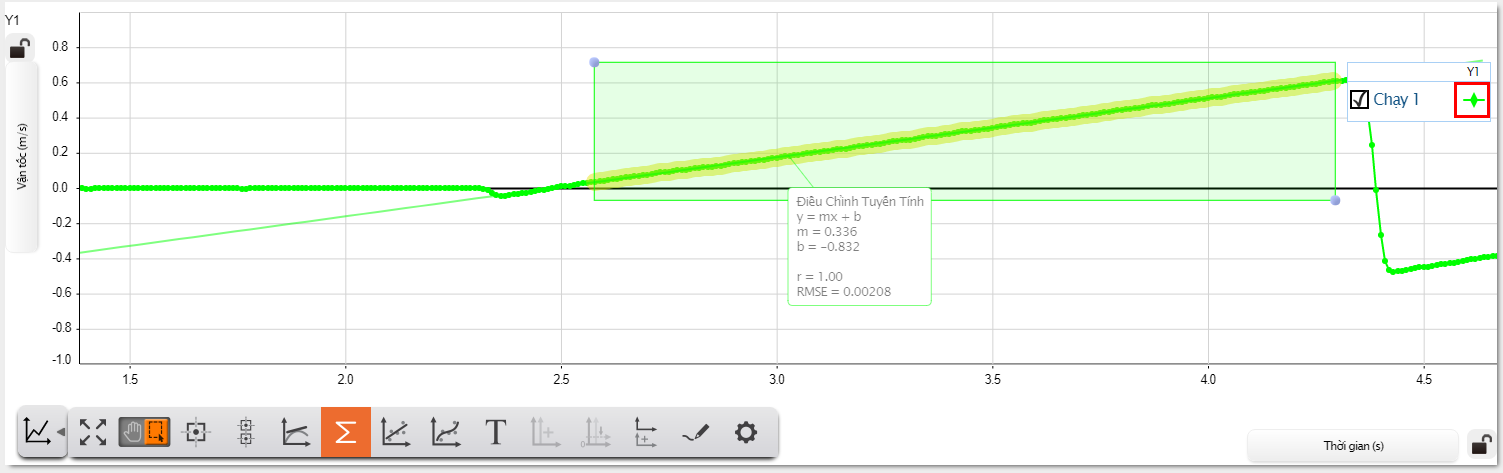 Y1
0.8
0.6
0.4
0.2
0.0
-0.2
-0.4
-0.6
-0.8
-1.0
Vận tốc (m/s)
Y1
Chạy 1
Điều Chỉnh Tuyến Tính
y = mx + b
m = 0.336
b = −0.832
r = 1.00
RMSE = 0.00208
1.5 2.0 2.5 3.0 3.5 4.0 4.5
Σ
T
0
Thời gian (s)